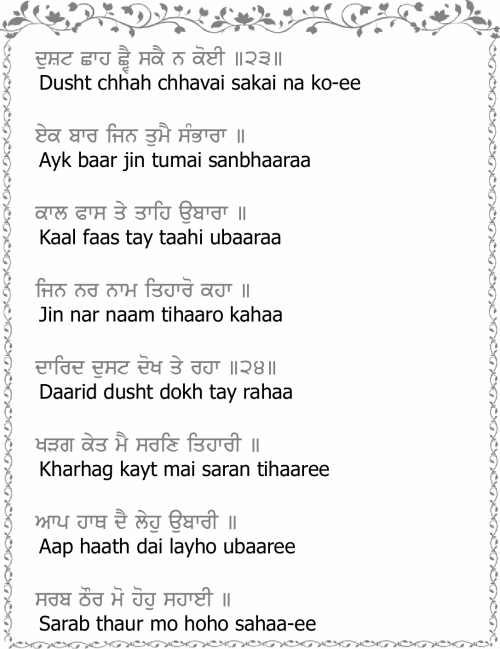 ਦੁਸ਼ਟ ਛਾਹ ਛ੍ਵੈ ਸਕੈ ਨ ਕੋਈ ॥੨੩॥
Dusht chhah chhavai sakai na ko-ee
ਏਕ ਬਾਰ ਜਿਨ ਤੁਮੈ ਸੰਭਾਰਾ ॥
Ayk baar jin tumai sanbhaaraa
ਕਾਲ ਫਾਸ ਤੇ ਤਾਹਿ ਉਬਾਰਾ ॥
Kaal faas tay taahi ubaaraa
ਜਿਨ ਨਰ ਨਾਮ ਤਿਹਾਰੋ ਕਹਾ ॥
Jin nar naam tihaaro kahaa
ਦਾਰਿਦ ਦੁਸਟ ਦੋਖ ਤੇ ਰਹਾ ॥੨੪॥
Daarid dusht dokh tay rahaa
ਖੜਗ ਕੇਤ ਮੈ ਸਰਣਿ ਤਿਹਾਰੀ ॥
Kharhag kayt mai saran tihaaree
ਆਪ ਹਾਥ ਦੈ ਲੇਹੁ ਉਬਾਰੀ ॥
Aap haath dai layho ubaaree
ਸਰਬ ਠੌਰ ਮੋ ਹੋਹੁ ਸਹਾਈ ॥
Sarab thaur mo hoho sahaa-ee